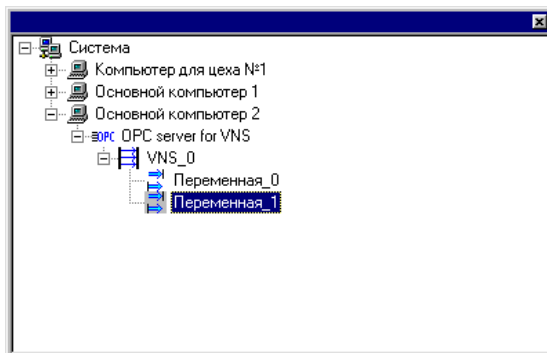 Система
Компьютер для цеха №1
Основной компьютер 1
Основной компьютер 2
OPC OPC server for VNS
VNS_0
Переменная_0
Переменная_1